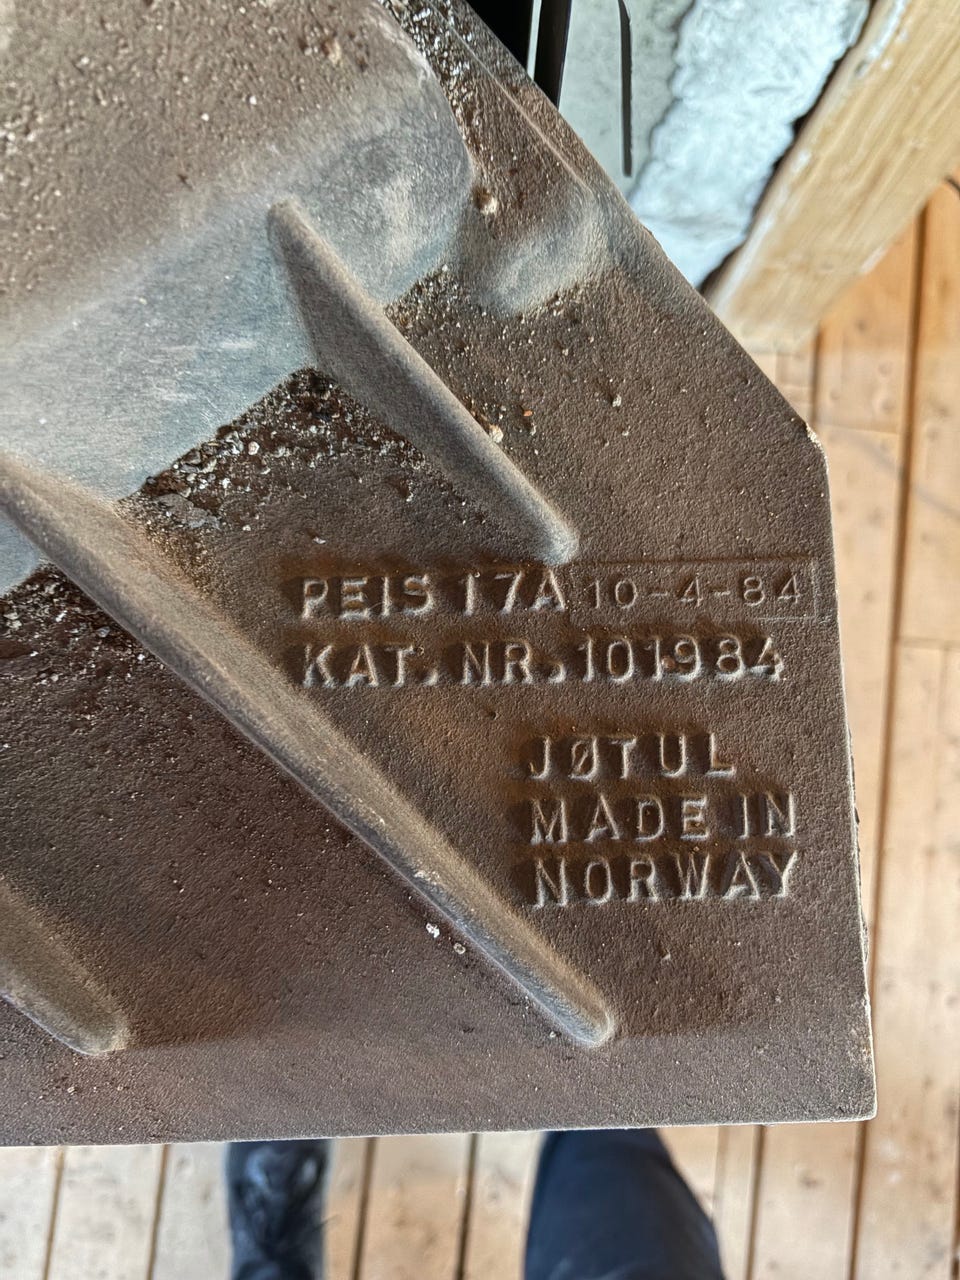 PEIS 17A 10-4-84
KAT. NR. 101984
JØTUL
MADE IN
NORWAY